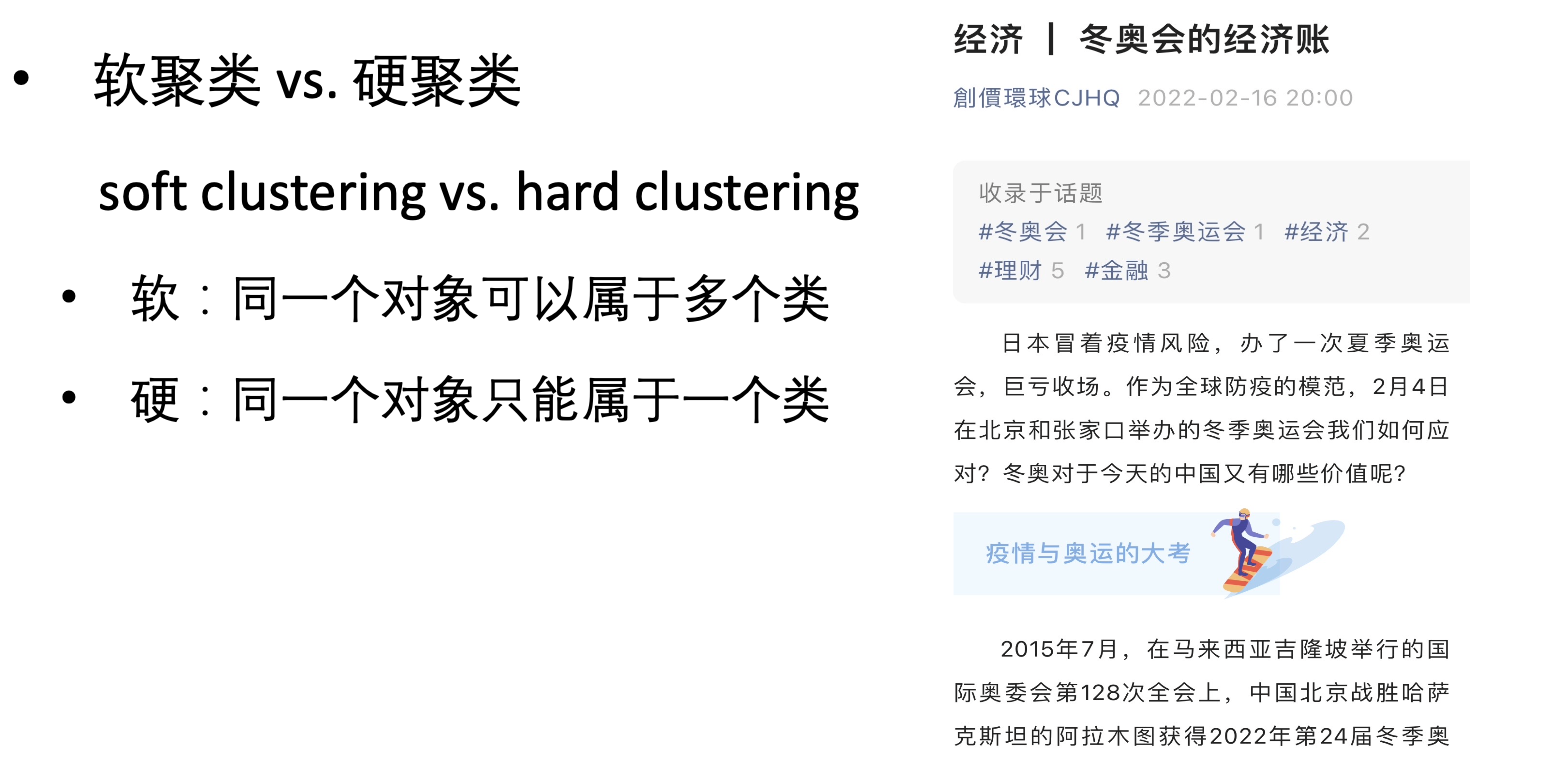 • 软聚类 vs. 硬聚类
soft clustering vs. hard clustering
• 软：同一个对象可以属于多个类
• 硬：同一个对象只能属于一个类
经济 | 冬奥会的经济账
創價環球CJHQ 2022-02-16 20:00
收录于话题
#冬奥会 1 #冬季奥运会 1 #经济 2
#理财 5 #金融 3
日本冒着疫情风险，办了一次夏季奥运
会，巨亏收场。作为全球防疫的模范，2月4日
在北京和张家口举办的冬季奥运会我们如何应
对？冬奥对于今天的中国又有哪些价值呢？
疫情与奥运的大考
2015年7月，在马来西亚吉隆坡举行的国
际奥委会第128次全会上，中国北京战胜哈萨
克斯坦的阿拉木图获得2022年第24届冬季奥